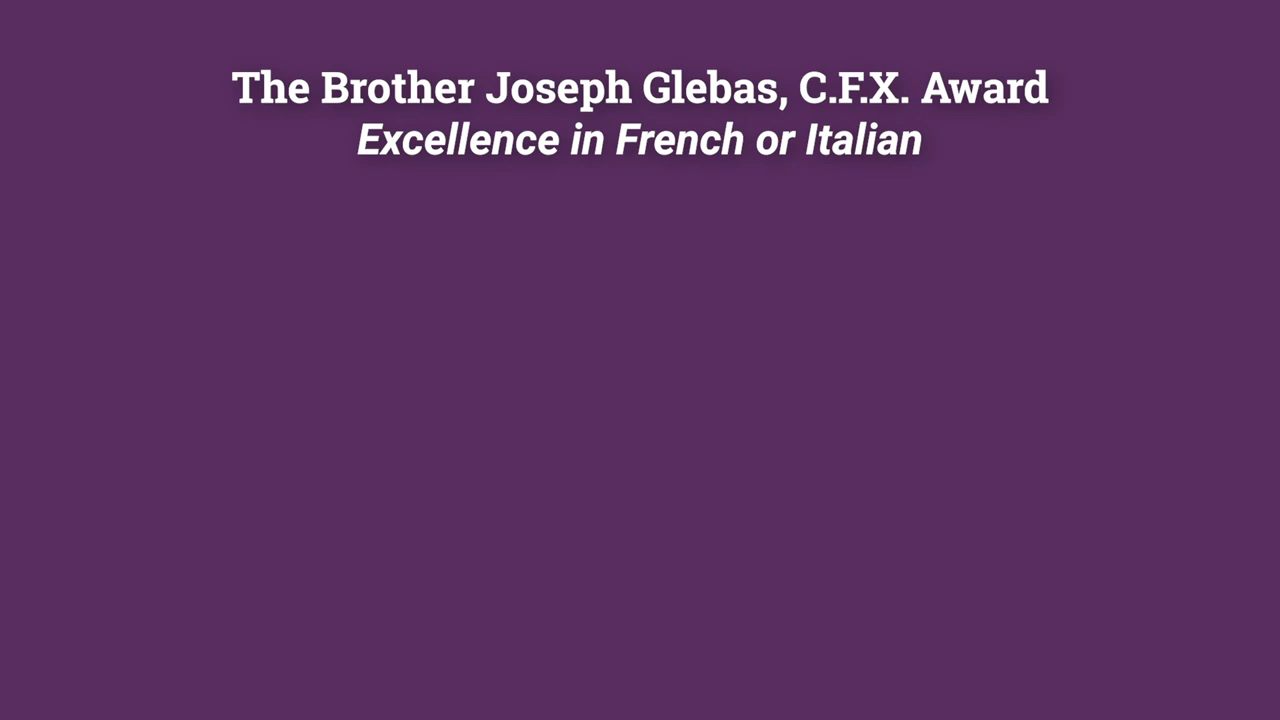 The Brother Joseph Glebas, C.F.X. Award
Excellence in French or Italian